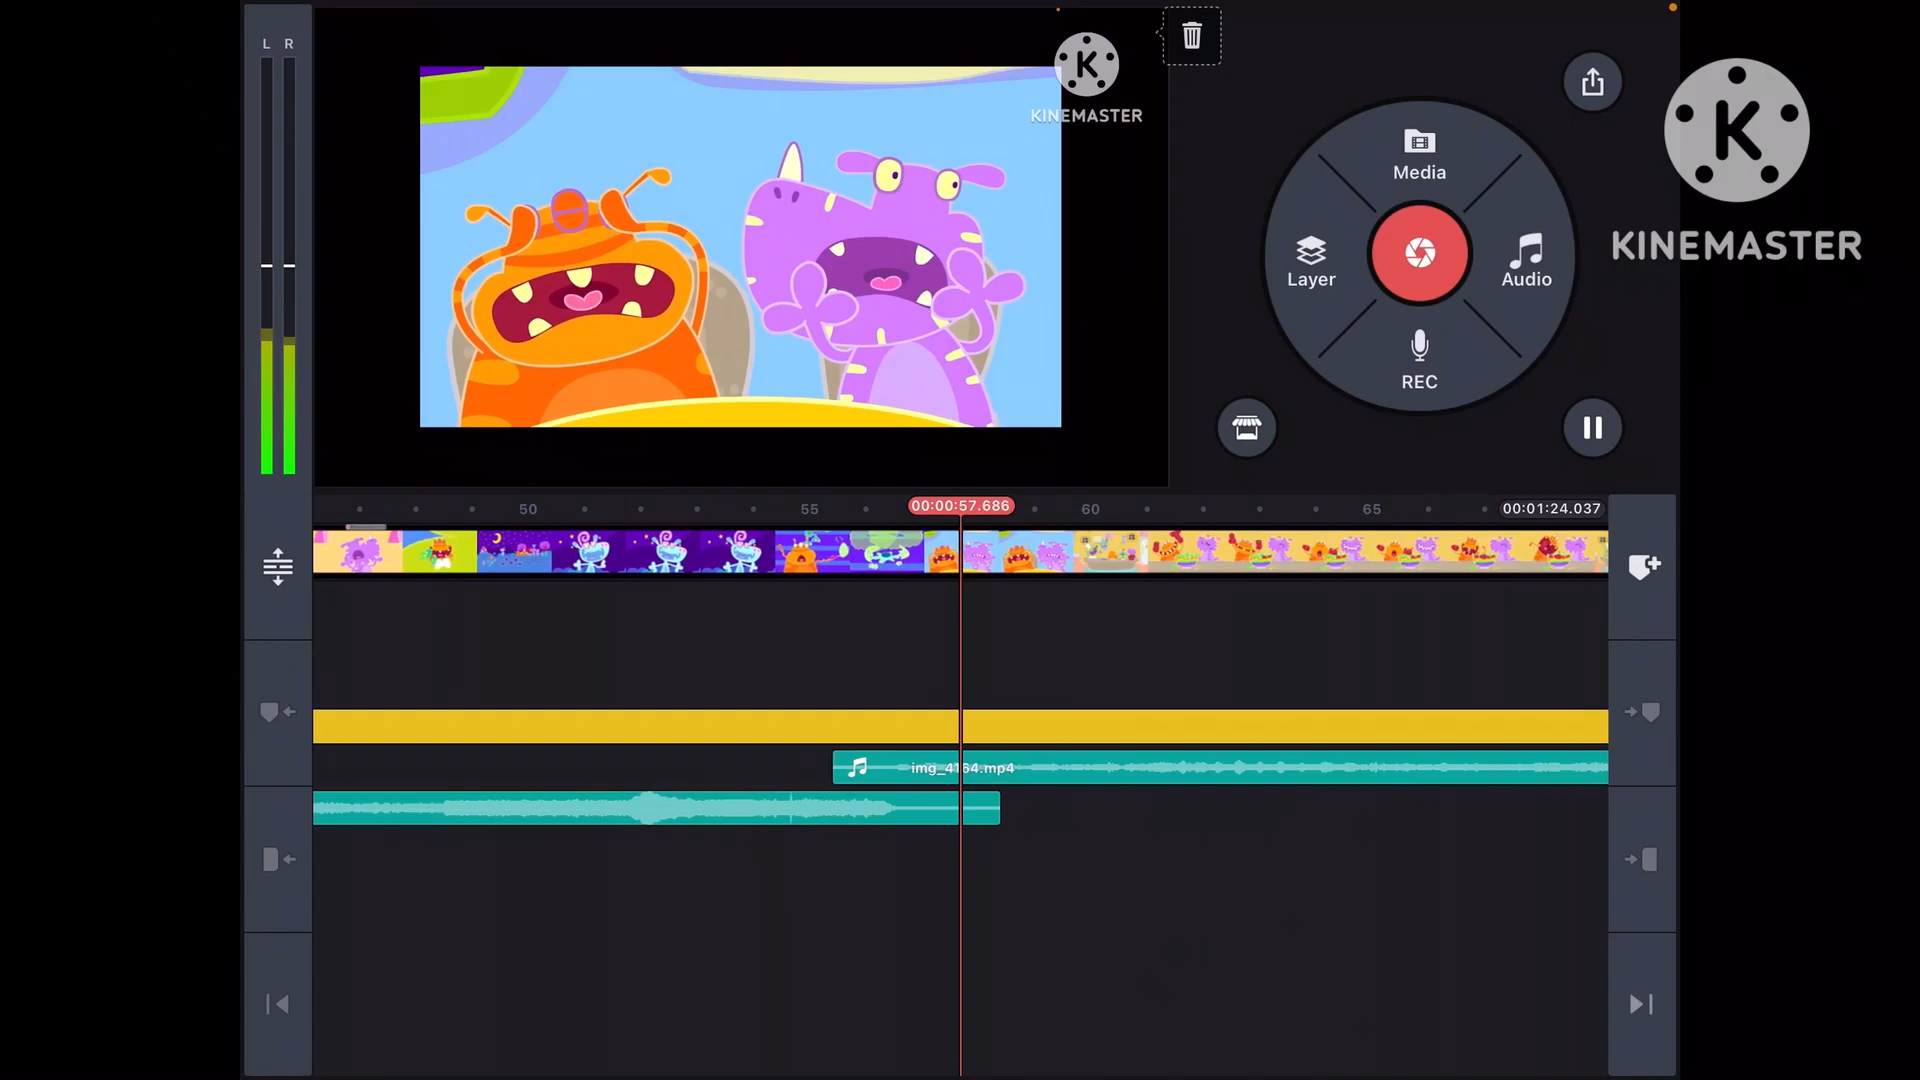 L R
K
KINEMASTER
Media
Layer
Audio
REC
K
KINEMASTER
50
55
00:00:57.686
60
65
00:01:24.037
img_4164.mp4